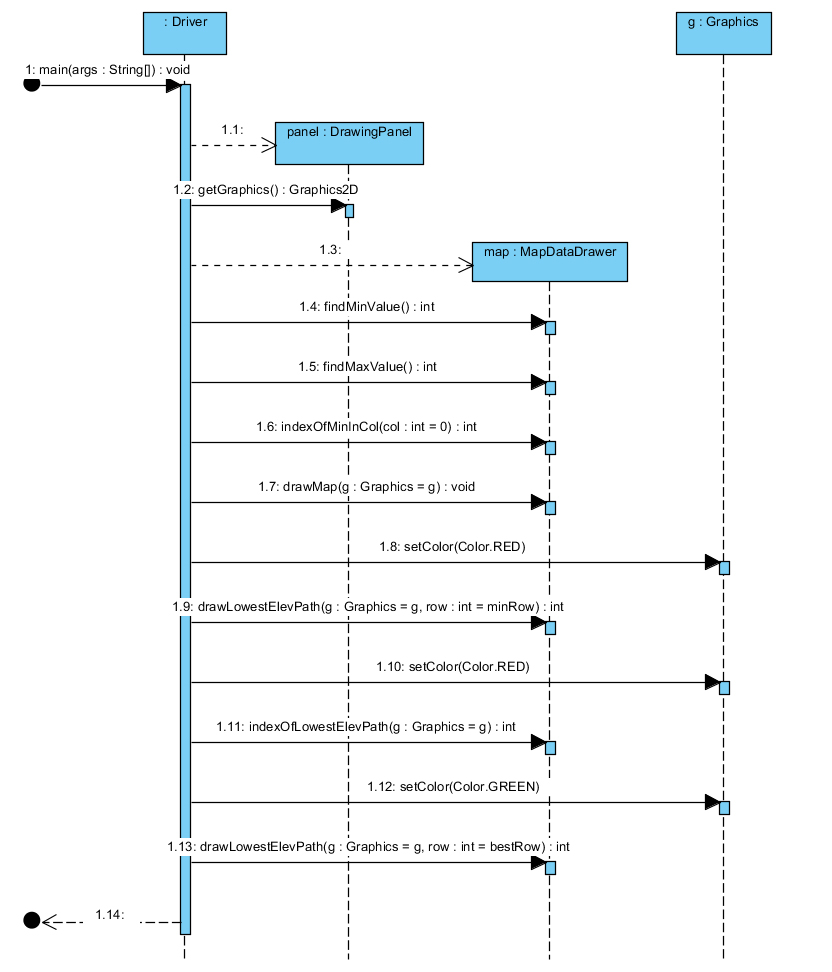 : Driver
g : Graphics
1: main(args : String[]) : void
1.1:
panel : DrawingPanel
1.2: getGraphics() : Graphics2D
1.3:
map : MapDataDrawer
1.4: findMinValue() : int
1.5: findMaxValue() : int
1.6: indexOfMinInCol(col : int = 0) : int
1.7: drawMap(g : Graphics = g) : void
1.8: setColor(Color.RED)
1.9: drawLowestElevPath(g : Graphics = g, row : int = minRow) : int
1.10: setColor(Color.RED)
1.11: indexOfLowestElevPath(g : Graphics = g) : int
1.12: setColor(Color.GREEN)
1.13: drawLowestElevPath(g : Graphics = g, row : int = bestRow) : int
1.14: